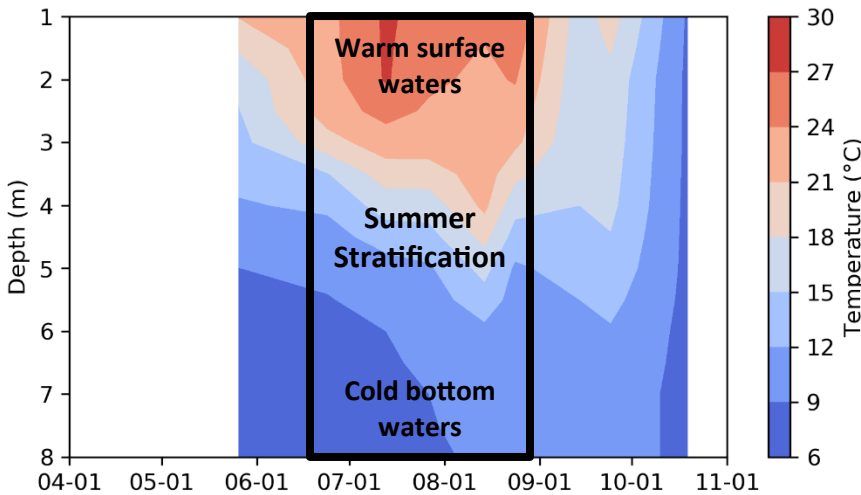 1
2
3
4
5
6
7
8
Depth (m)
04-01 05-01 06-01 07-01 08-01 09-01 10-01 11-01
Warm surface
waters
Summer
Stratification
Cold bottom
waters
30
27
24
21
18
15
12
9
6
Temperature (°C)